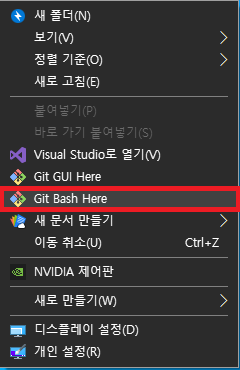 새 폴더(N)
보기(V)
정렬 기준(O)
새로 고침(E)
붙여넣기(P)
바로 가기 붙여넣기(S)
Visual Studio로 열기(V)
Git GUI Here
Git Bash Here
새 문서 만들기
이동 취소(U) Ctrl+Z
NVIDIA 제어판
새로 만들기(W)
디스플레이 설정(D)
개인 설정(R)